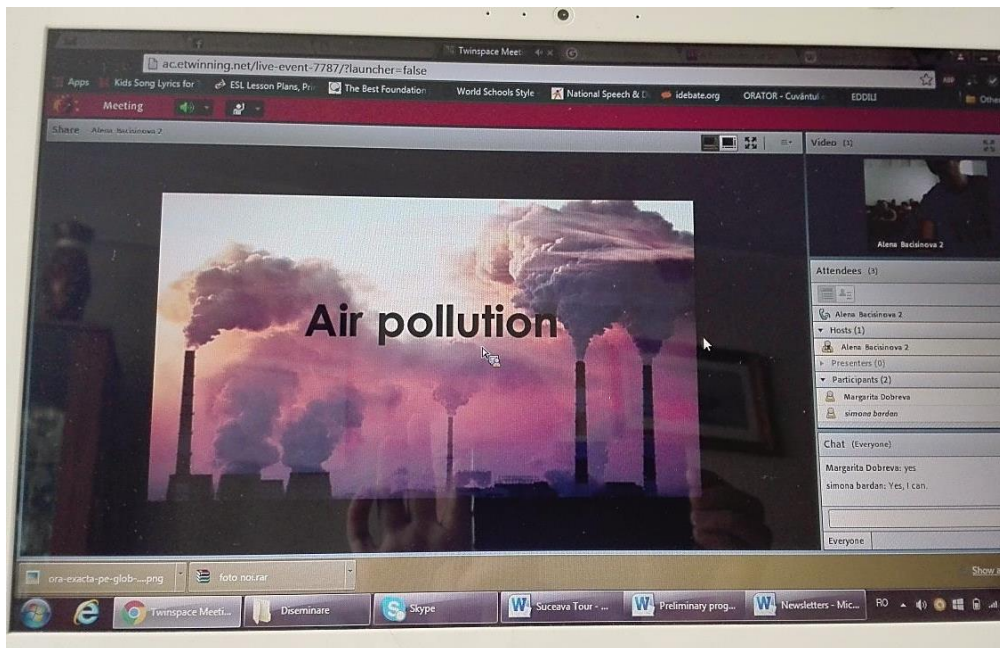 Twinspace Meet
ac.etwinning.net/live-event-7787/?launcher=false
Apps
Kids Song Lyrics for
ESL Lesson Plans, Pri
The Best Foundation
World Schools Style
National Speech & D
idebate.org
ORATOR - Cuvântul
EDDILI
Othe
Meeting
Share
Alena Bacisinova 2
Video (1)
Air pollution
Alena Bacisinova 2
Attendees (3)
Alena Bacisinova 2
Hosts (1)
Alena Bacisinova 2
Presenters (0)
Participants (2)
Margarita Dobreva
simona bardan
Chat (Everyone)
Margarita Dobreva: yes
simona bardan: Yes, I can.
Everyone
ora-exacta-pe-glob-....png
foto noi.rar
Show a
Twinspace Meeti...
Diseminare
Skype
Suceava Tour - ...
Preliminary prog...
Newsletters - Mic...
RO